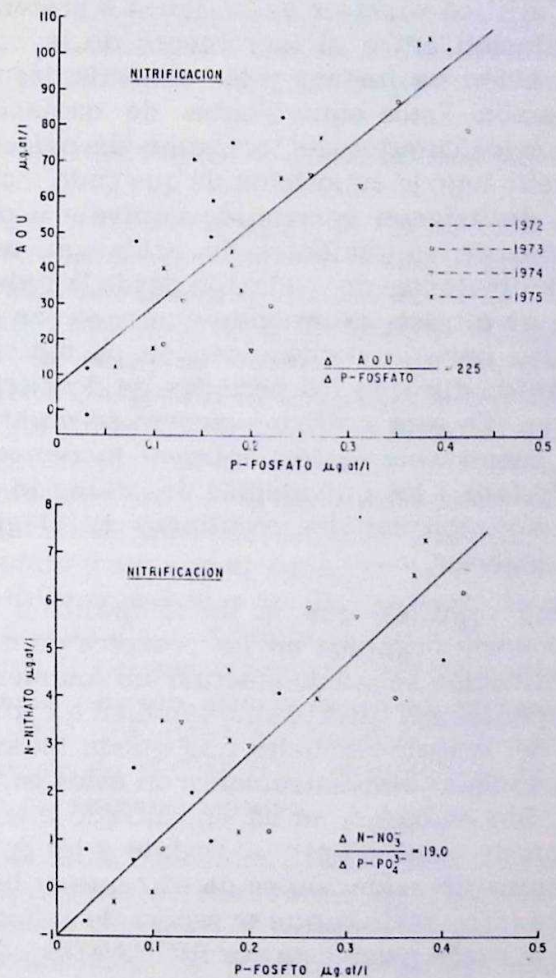 NITRIFICACION
A O U µg.at/l
110
100
90
80
70
60
50
40
30
20
10
0
1972
1973
1974
1975
Δ A O U
Δ P-FOSFATO
= 225
0 0.1 0.2 0.3 0.4 0.5
P-FOSFATO µg.at/l
NITRIFICACION
N-NITRITO µg.at/l
8
7
6
5
4
3
2
1
0
-1
Δ N-NO₃⁻
Δ P-PO₄³⁻
= 19,0
0 0.1 0.2 0.3 0.4 0.5
P-FOSFTO µg.at/l